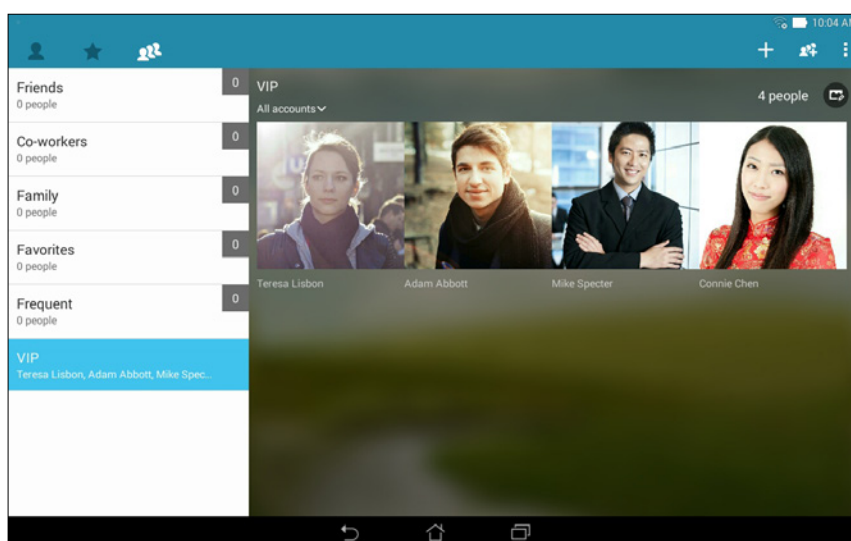 10:04 AM
Friends
0
0 people
Co-workers
0
0 people
Family
0
0 people
Favorites
0
0 people
Frequent
0
0 people
VIP
Teresa Lisbon, Adam Abbott, Mike Spec...
VIP
4 people
All accounts
Teresa Lisbon
Adam Abbott
Mike Specter
Connie Chen